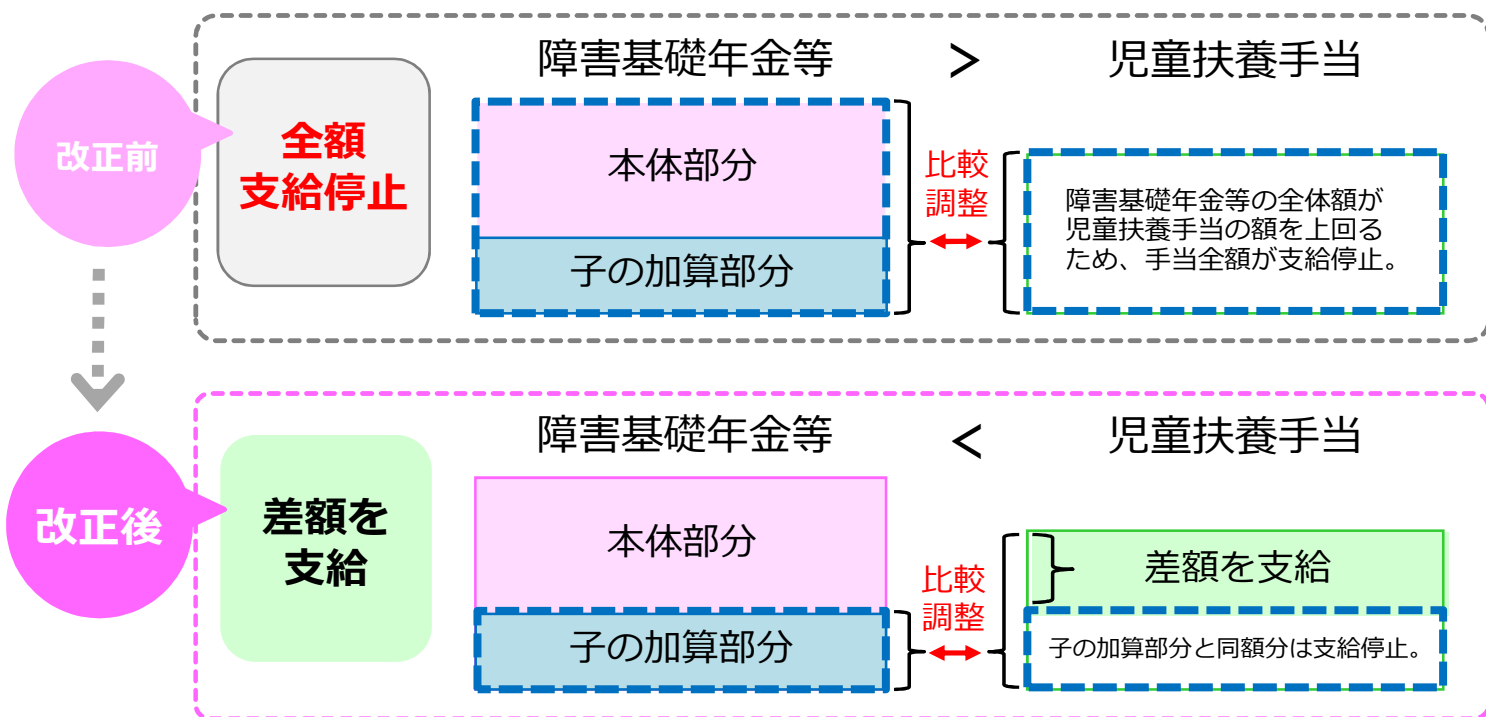 改正前
全額
支給停止
障害基礎年金等 > 児童扶養手当
本体部分
子の加算部分
比較
調整
障害基礎年金等の全体額が
児童扶養手当の額を上回る
ため、手当全額が支給停止。
改正後
差額を
支給
障害基礎年金等 < 児童扶養手当
本体部分
子の加算部分
比較
調整
差額を支給
子の加算部分と同額分は支給停止。